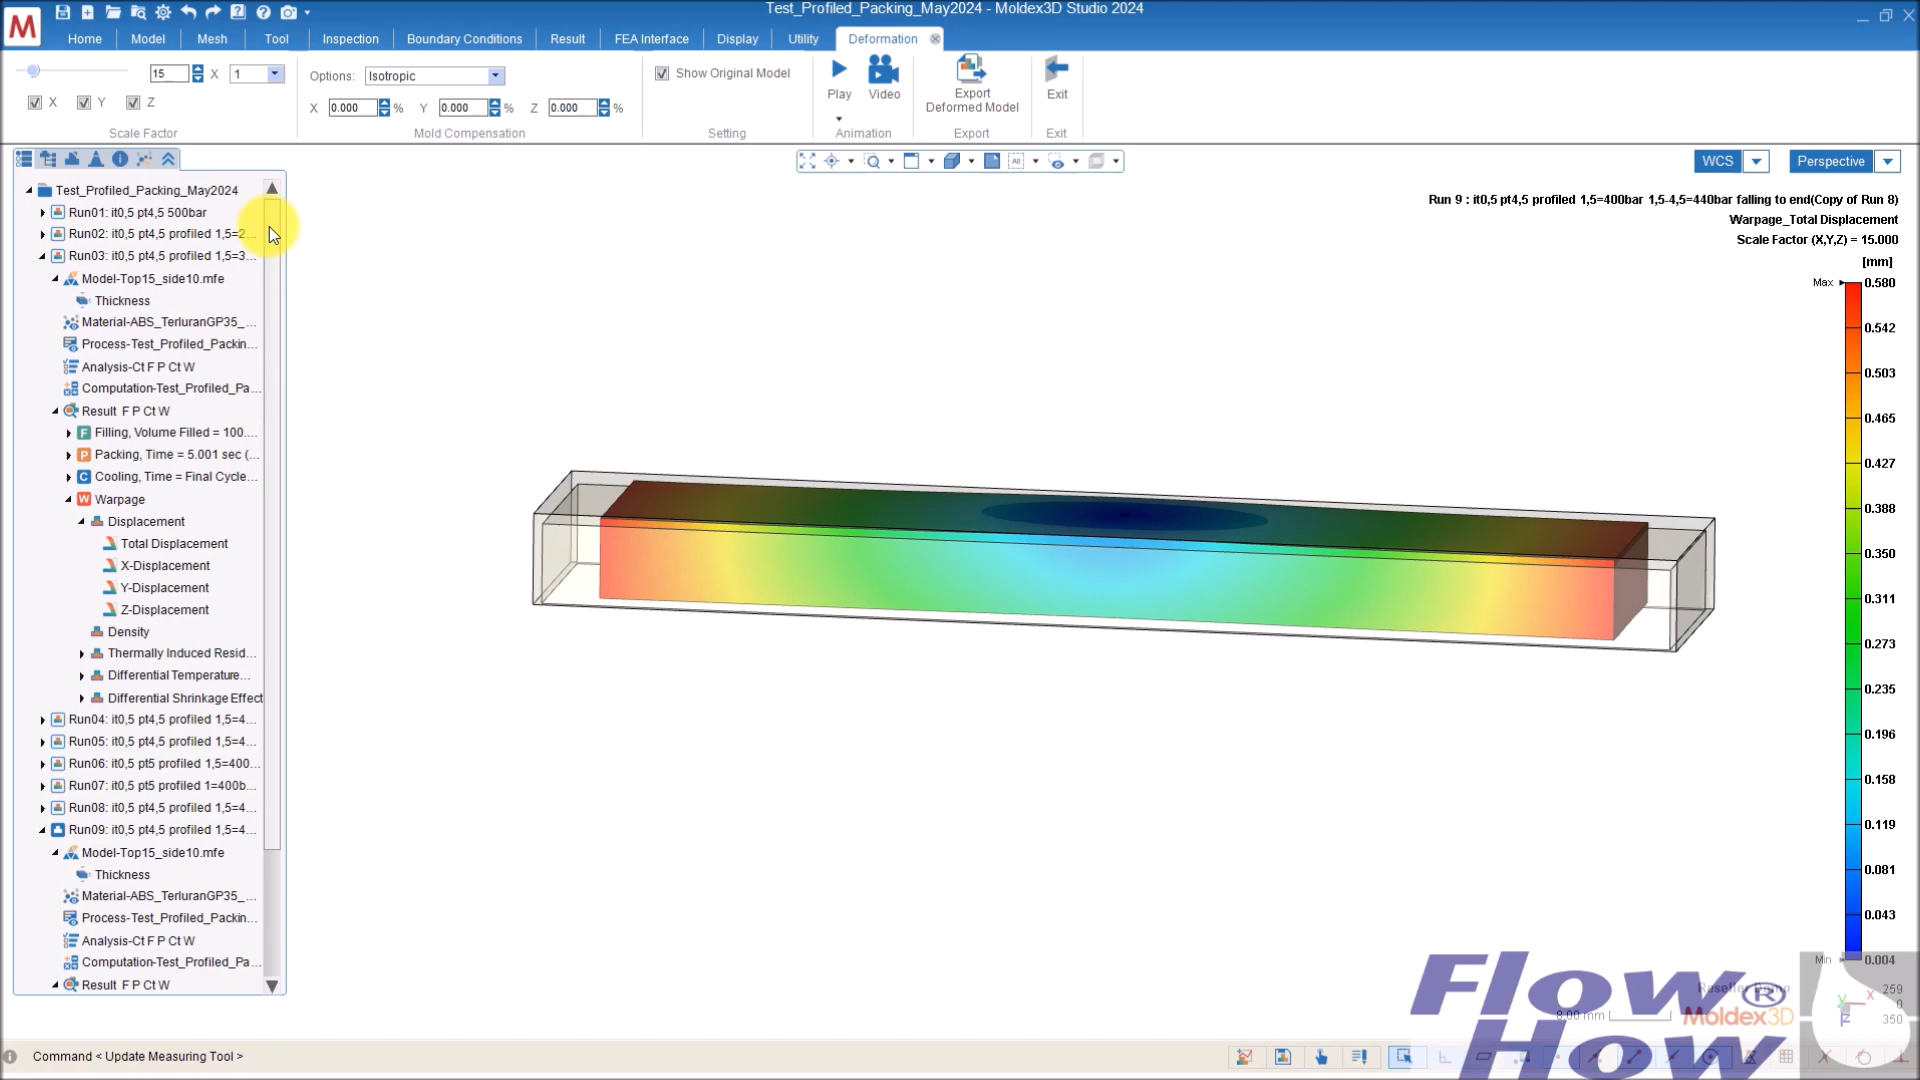 Test_Profiled_Packing_May2024 - Moldex3D Studio 2024
Home Model Mesh Tool Inspection Boundary Conditions Result FEA Interface Display Utility Deformation
15 X 1
X Y Z
Scale Factor
Options: Isotropic
X 0.000 % Y 0.000 % Z 0.000 %
Mold Compensation
Show Original Model
Setting
Play Video
Animation
Export
Deformed Model
Export
Exit
Exit
WCS Perspective
Test_Profiled_Packing_May2024
Run01: it0,5 pt4,5 500bar
Run02: it0,5 pt4,5 profiled 1,5=2...
Run03: it0,5 pt4,5 profiled 1,5=3...
Model-Top15_side10.mfe
Thickness
Material-ABS_TerluranGP35_...
Process-Test_Profiled_Packin...
Analysis-Ct F P Ct W
Computation-Test_Profiled_Pa...
Result F P Ct W
F Filling, Volume Filled = 100....
P Packing, Time = 5.001 sec (...
C Cooling, Time = Final Cycle...
W Warpage
Displacement
Total Displacement
X-Displacement
Y-Displacement
Z-Displacement
Density
Thermally Induced Resid...
Differential Temperature...
Differential Shrinkage Effect
Run04: it0,5 pt4,5 profiled 1,5=4...
Run05: it0,5 pt4,5 profiled 1,5=4...
Run06: it0,5 pt5 profiled 1,5=400...
Run07: it0,5 pt5 profiled 1=400b...
Run08: it0,5 pt4,5 profiled 1,5=4...
Run09: it0,5 pt4,5 profiled 1,5=4...
Model-Top15_side10.mfe
Thickness
Material-ABS_TerluranGP35_...
Process-Test_Profiled_Packin...
Analysis-Ct F P Ct W
Computation-Test_Profiled_Pa...
Result F P Ct W
Run 9 : it0,5 pt4,5 profiled 1,5=400bar 1,5-4,5=440bar falling to end(Copy of Run 8)
Warpage_Total Displacement
Scale Factor (X,Y,Z) = 15.000
[mm]
Max 0.580
0.542
0.503
0.465
0.427
0.388
0.350
0.311
0.273
0.235
0.196
0.158
0.119
0.081
0.043
Min 0.004
Reseller Demo
8.00 mm
Moldex3D
Flow®
How
Y X Z
259
0
350
Command < Update Measuring Tool >